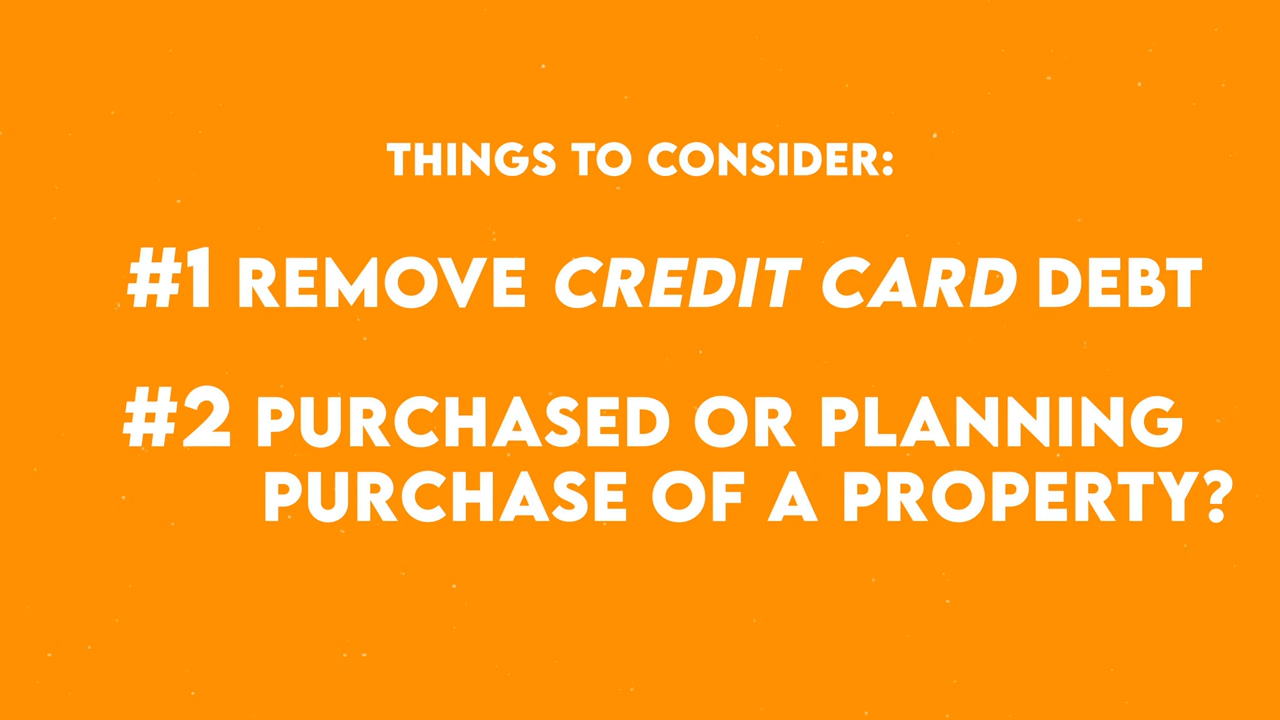 THINGS TO CONSIDER:
#1 REMOVE CREDIT CARD DEBT
#2 PURCHASED OR PLANNING
PURCHASE OF A PROPERTY?